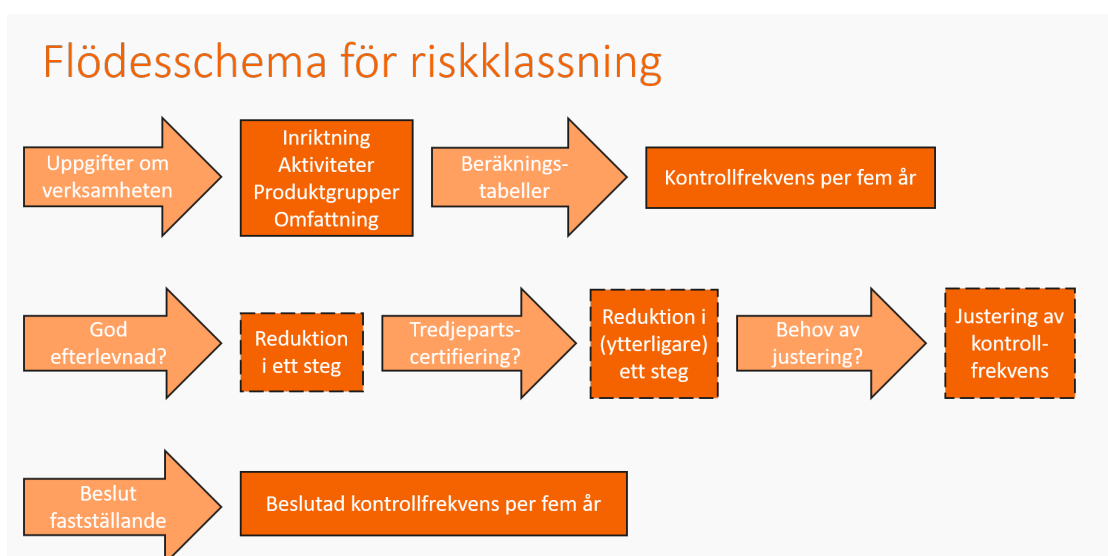 Flödesschema för riskklassning
Uppgifter om
verksamheten
Inriktning
Aktiviteter
Produktgrupper
Omfattning
Beräknings-
tabeller
Kontrollfrekvens per fem år
God
efterlevnad?
Reduktion
i ett steg
Tredjeparts-
certifiering?
Reduktion i
(ytterligare)
ett steg
Behov av
justering?
Justering av
kontroll-
frekvens
Beslut
fastställande
Beslutad kontrollfrekvens per fem år